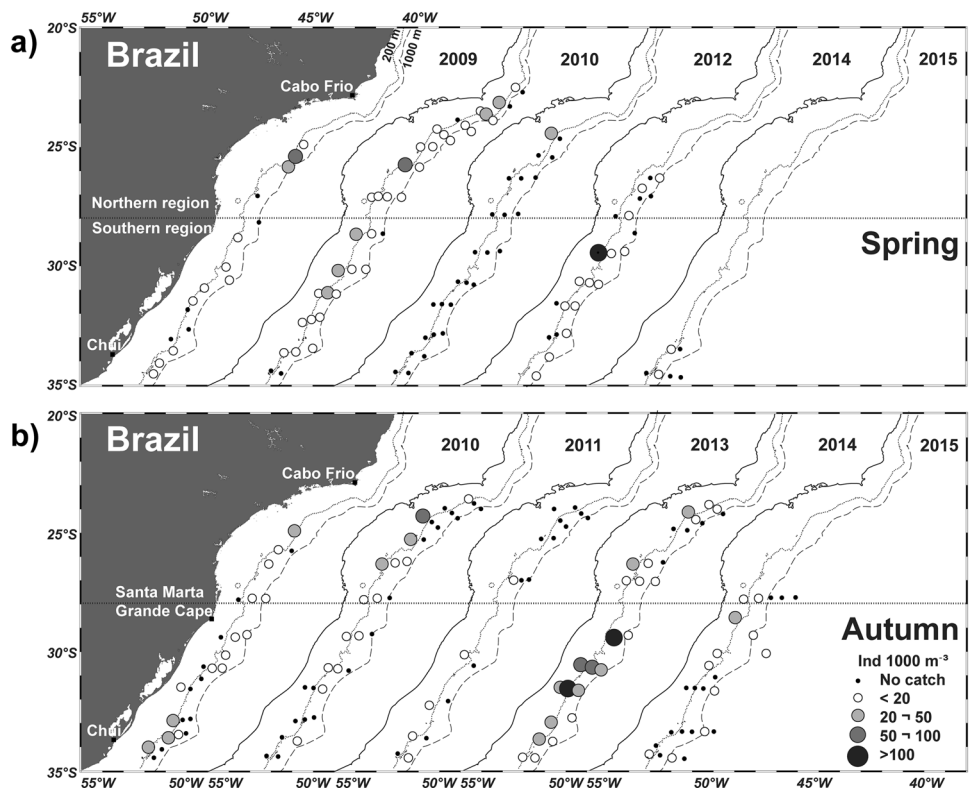 55°W 50°W 45°W 40°W
20°S
a)
Brazil
200 m
1000 m
2009 2010 2012 2014 2015
Cabo Frio
25°S
Northern region
Southern region
Spring
30°S
Chui
35°S
20°S
b)
Brazil
2010 2011 2013 2014 2015
Cabo Frio
25°S
Santa Marta
Grande Cape
Autumn
30°S
Ind 1000 m⁻³
No catch
< 20
20 ¬ 50
50 ¬ 100
>100
Chui
35°S
55°W 50°W 55°W 50°W 55°W 50°W 55°W 50°W 55°W 50°W 45°W 40°W